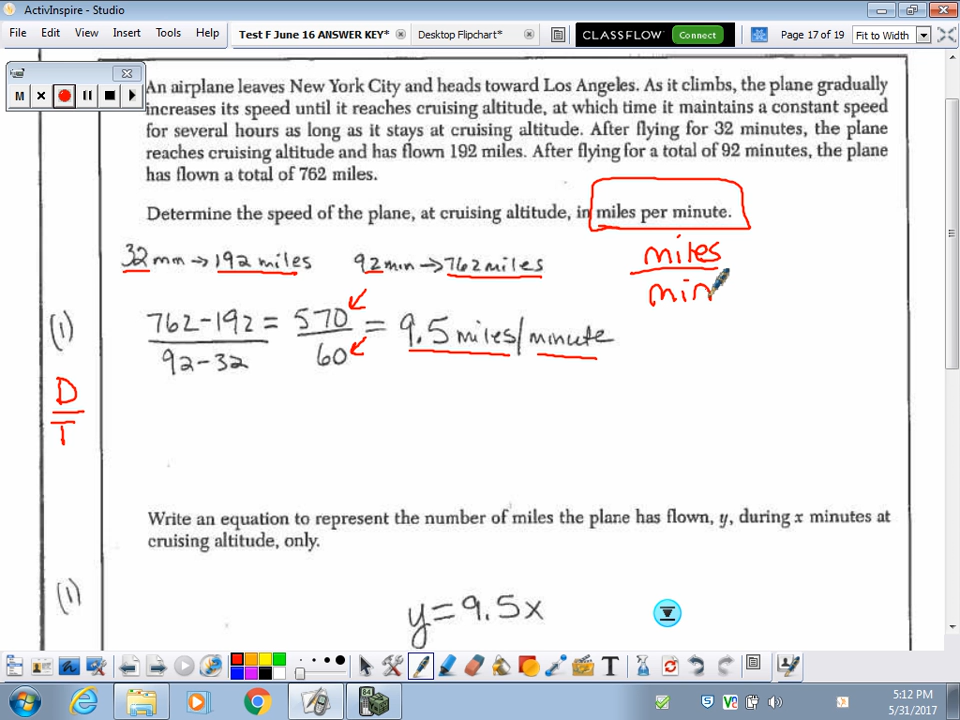 ActivInspire - Studio
File Edit View Insert Tools Help
Test F June 16 ANSWER KEY*
Desktop Flipchart*
CLASSFLOW Connect
Page 17 of 19
Fit to Width
M
An airplane leaves New York City and heads toward Los Angeles. As it climbs, the plane gradually
increases its speed until it reaches cruising altitude, at which time it maintains a constant speed
for several hours as long as it stays at cruising altitude. After flying for 32 minutes, the plane
reaches cruising altitude and has flown 192 miles. After flying for a total of 92 minutes, the plane
has flown a total of 762 miles.
Determine the speed of the plane, at cruising altitude, in miles per minute.
miles
min
32 min → 192 miles 92 min → 762 miles
(1)
762 - 192 = 570 = 9.5 miles/minute
92 - 32 60
D
T
Write an equation to represent the number of miles the plane has flown, y, during x minutes at
cruising altitude, only.
(1)
y = 9.5x
T
84
5:12 PM
5/31/2017